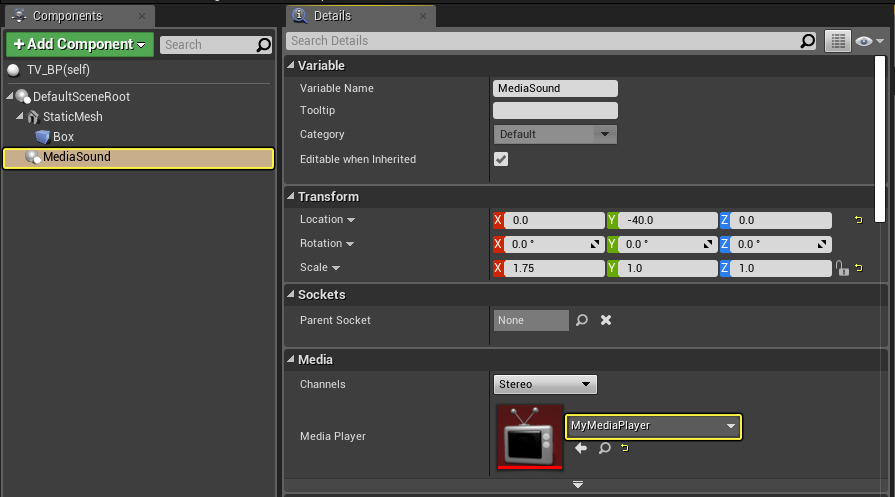 Components
Details
+Add Component
Search
TV_BP(self)
DefaultSceneRoot
StaticMesh
Box
MediaSound
Search Details
Variable
Variable Name MediaSound
Tooltip
Category Default
Editable when Inherited
Transform
Location X 0.0 Y -40.0 Z 0.0
Rotation X 0.0 ° Y 0.0 ° Z 0.0 °
Scale X 1.75 Y 1.0 Z 1.0
Sockets
Parent Socket None
Media
Channels Stereo
Media Player MyMediaPlayer